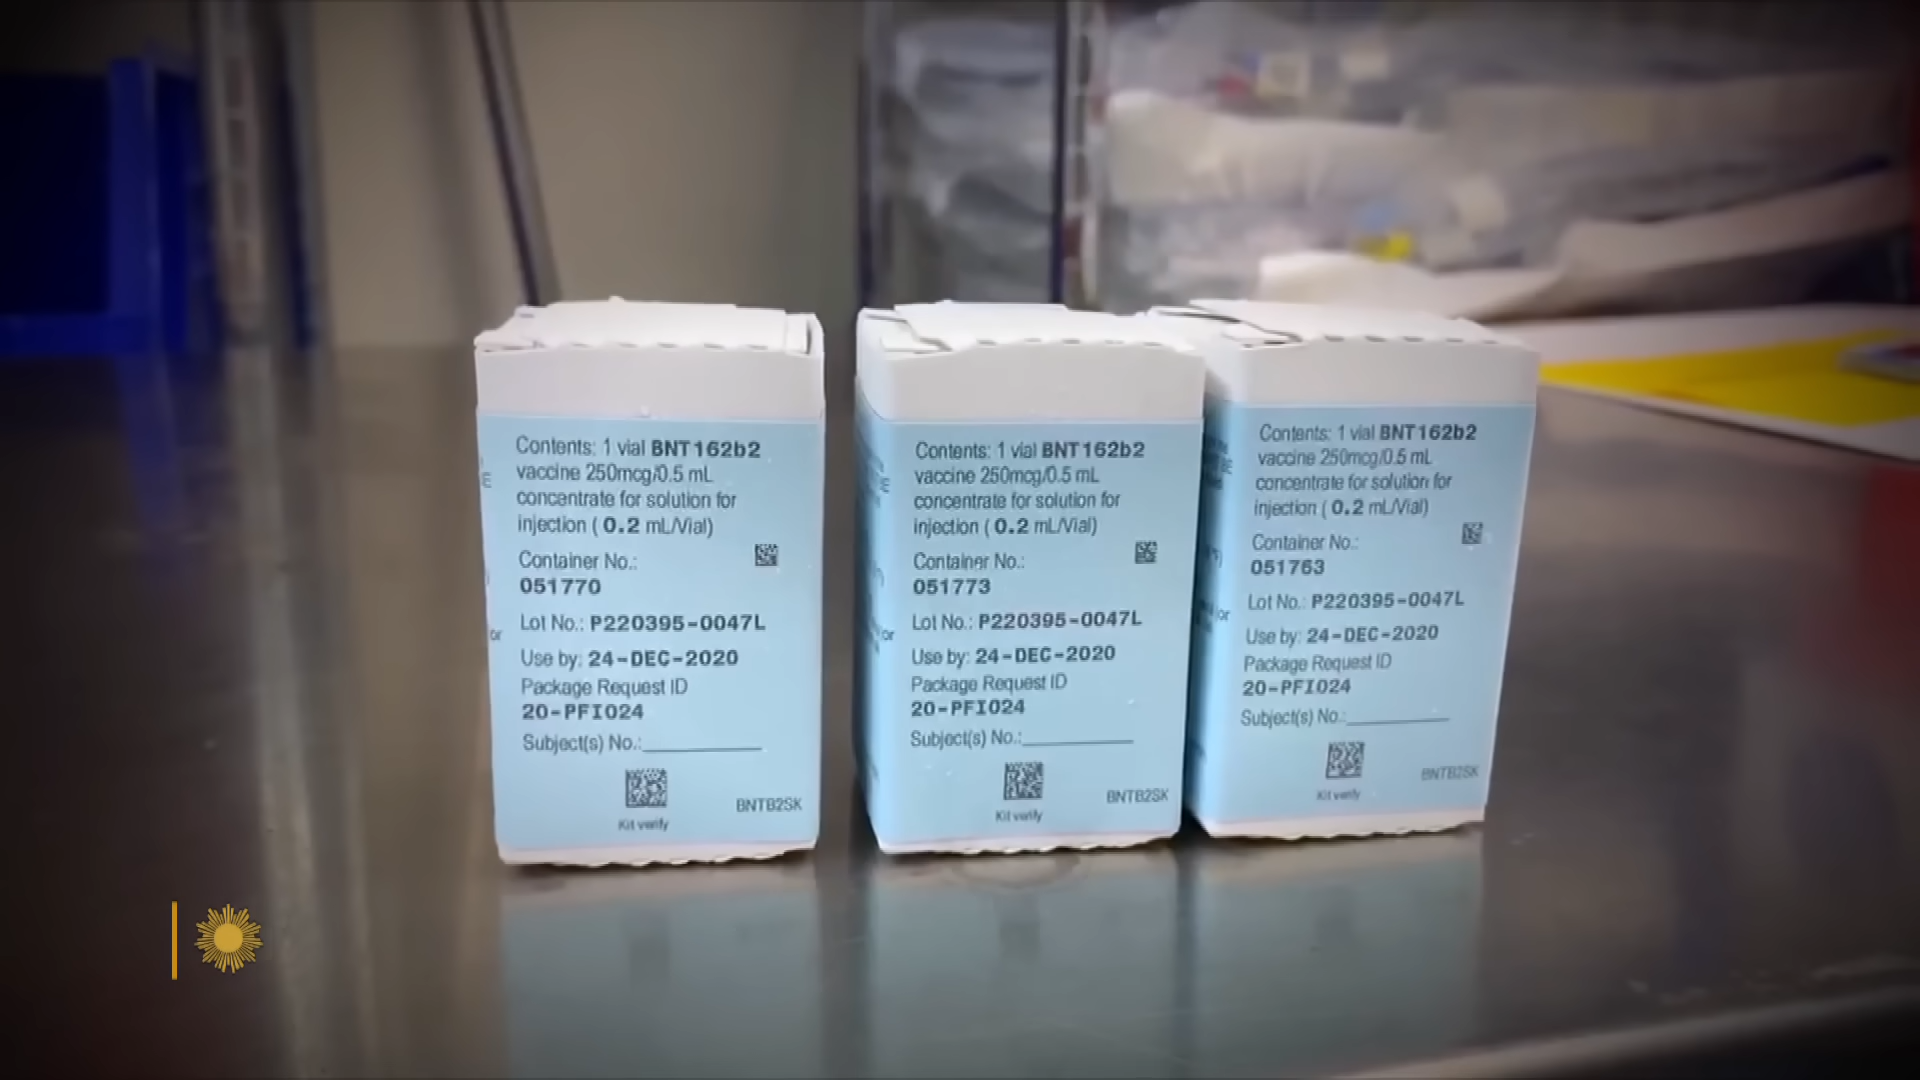 Contents: 1 vial BNT162b2
vaccine 250mcg/0.5 mL
concentrate for solution for
injection ( 0.2 mL/Vial)
Container No.:
051770
Lot No.: P220395-0047L
Use by: 24-DEC-2020
Package Request ID
20-PFI024
Subject(s) No.:
Kit verify
BNTB2SK
or
Contents: 1 vial BNT162b2
vaccine 250mcg/0.5 mL
concentrate for solution for
injection ( 0.2 mL/Vial)
Container No.:
051773
Lot No.: P220395-0047L
Use by: 24-DEC-2020
Package Request ID
20-PFI024
Subject(s) No.:
Kit verify
BNTB2SK
or
Contents: 1 vial BNT162b2
vaccine 250mcg/0.5 mL
concentrate for solution for
injection ( 0.2 mL/Vial)
Container No.:
051763
Lot No.: P220395-0047L
Use by: 24-DEC-2020
Package Request ID
20-PFI024
Subject(s) No.:
Kit verify
BNTB2SK
or